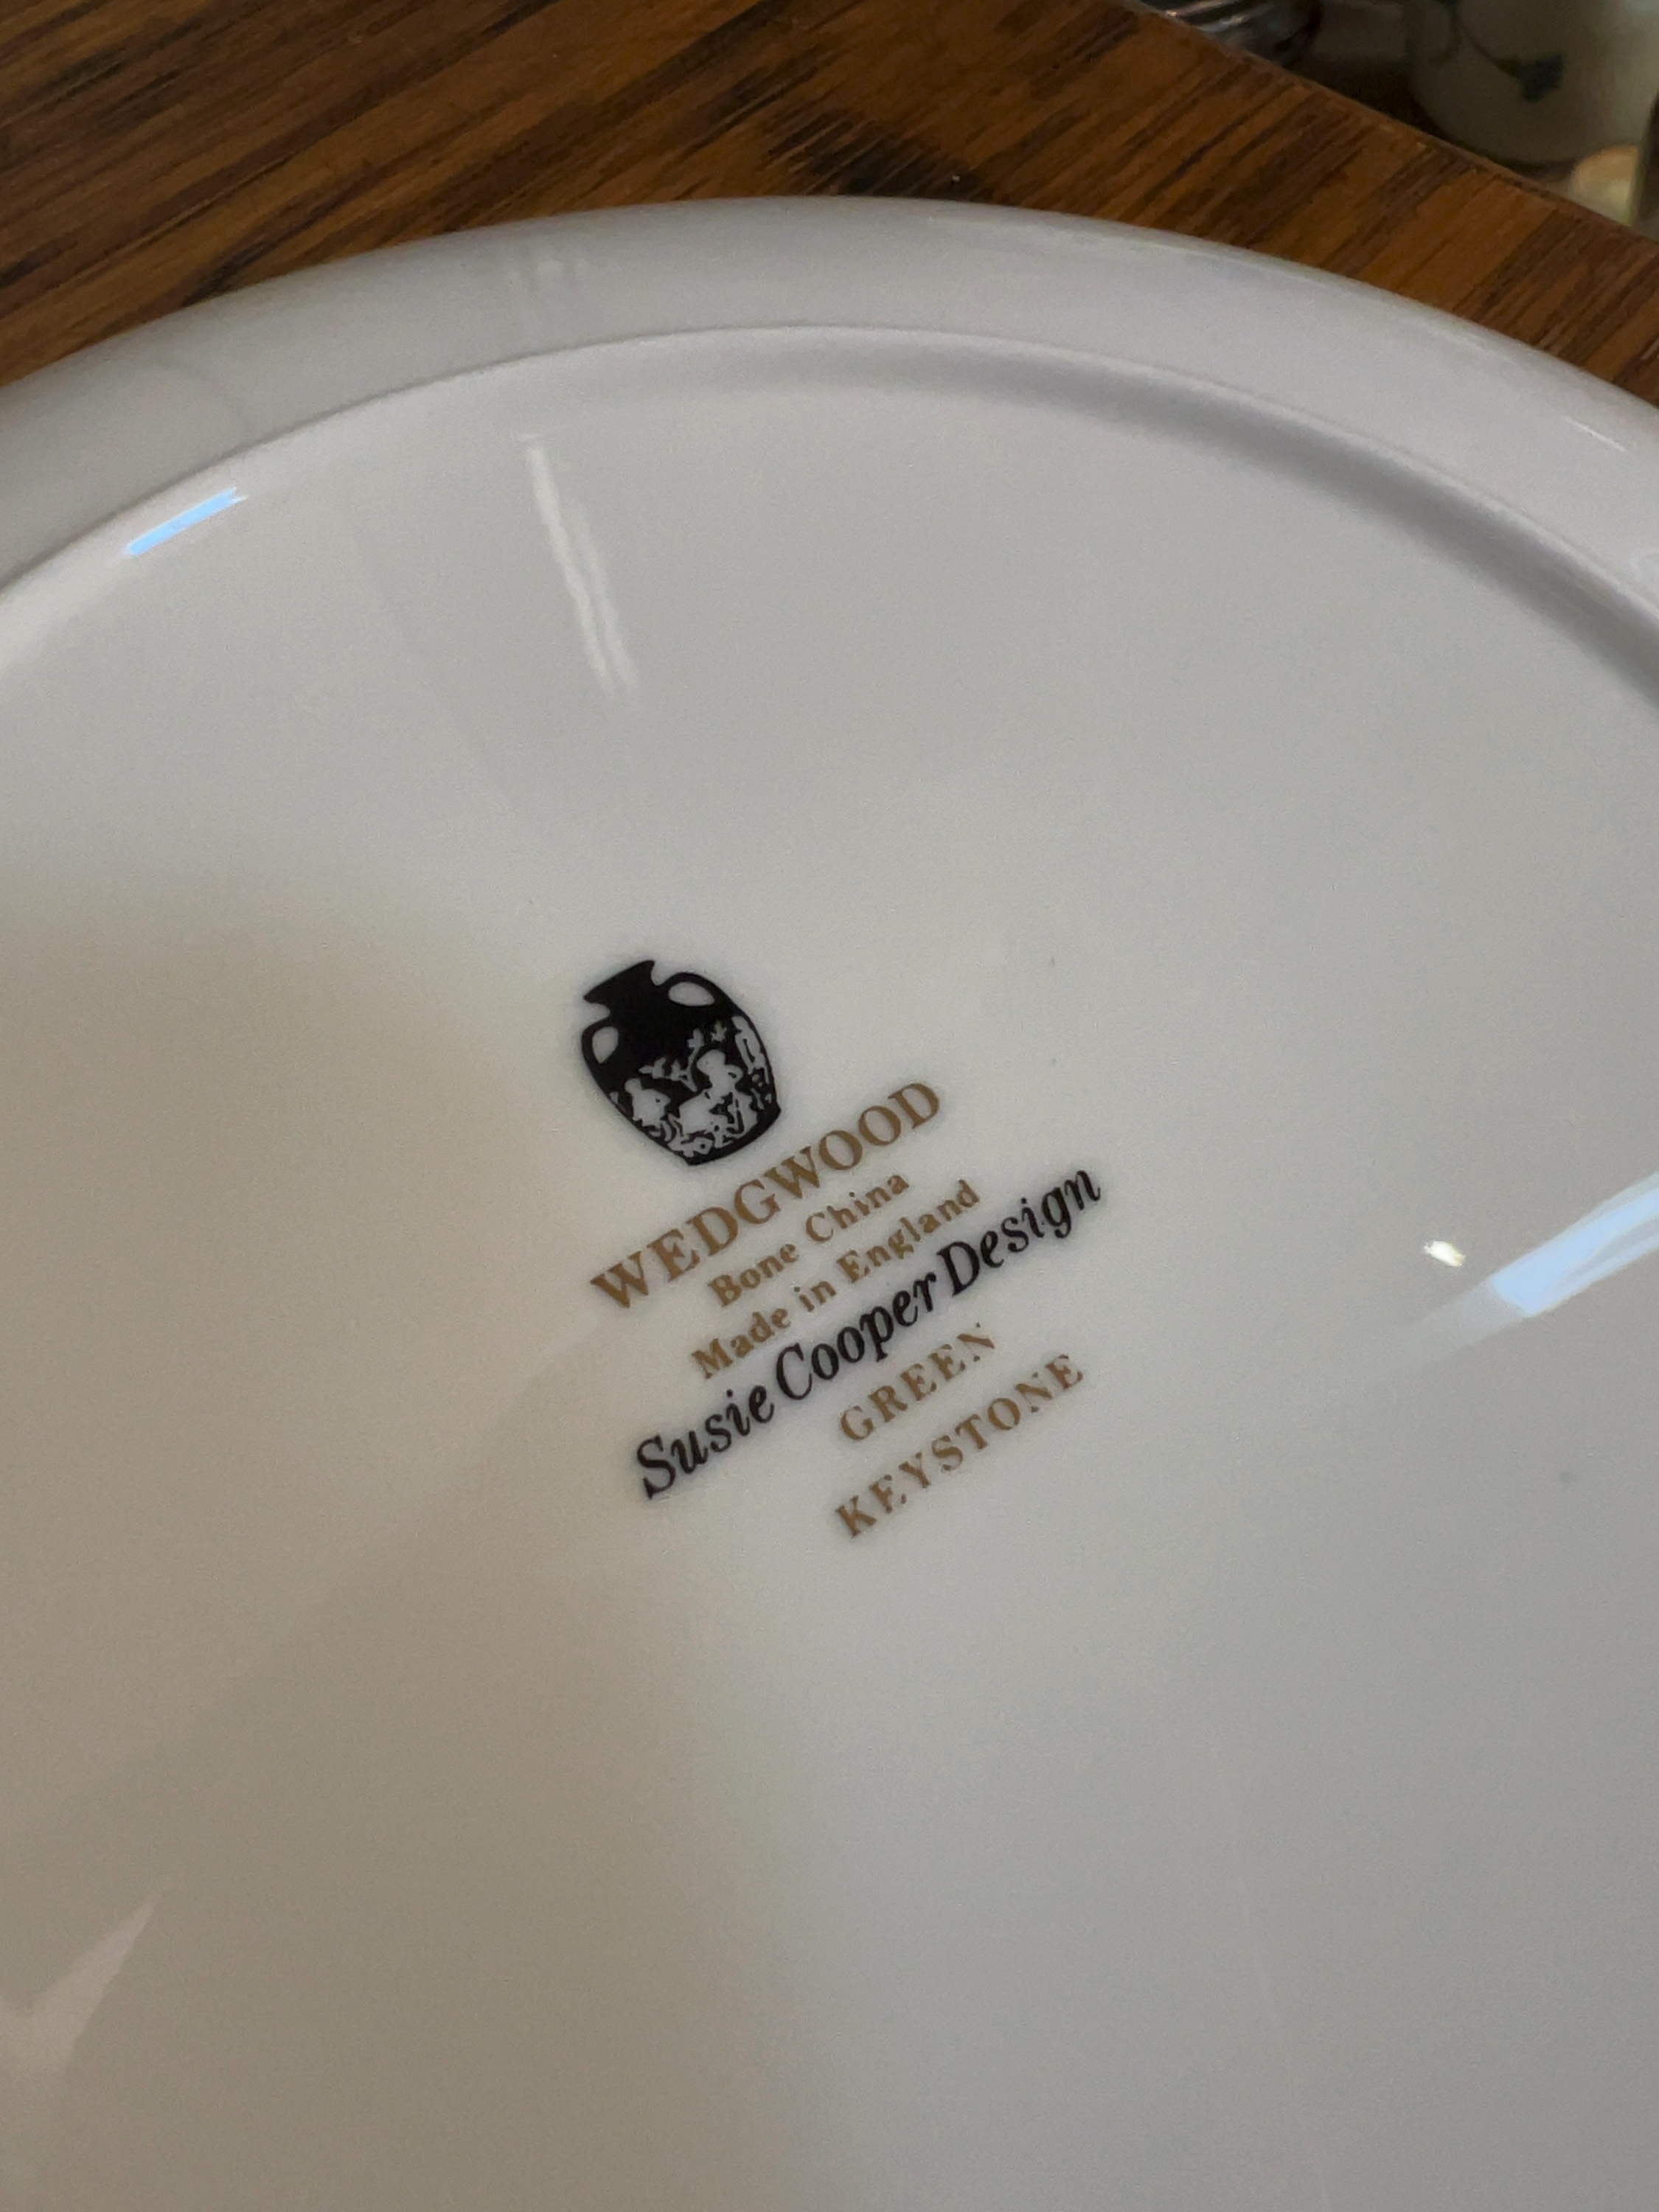 WEDGWOOD
Bone China
Made in England
Susie Cooper Design
GREEN
KEYSTONE